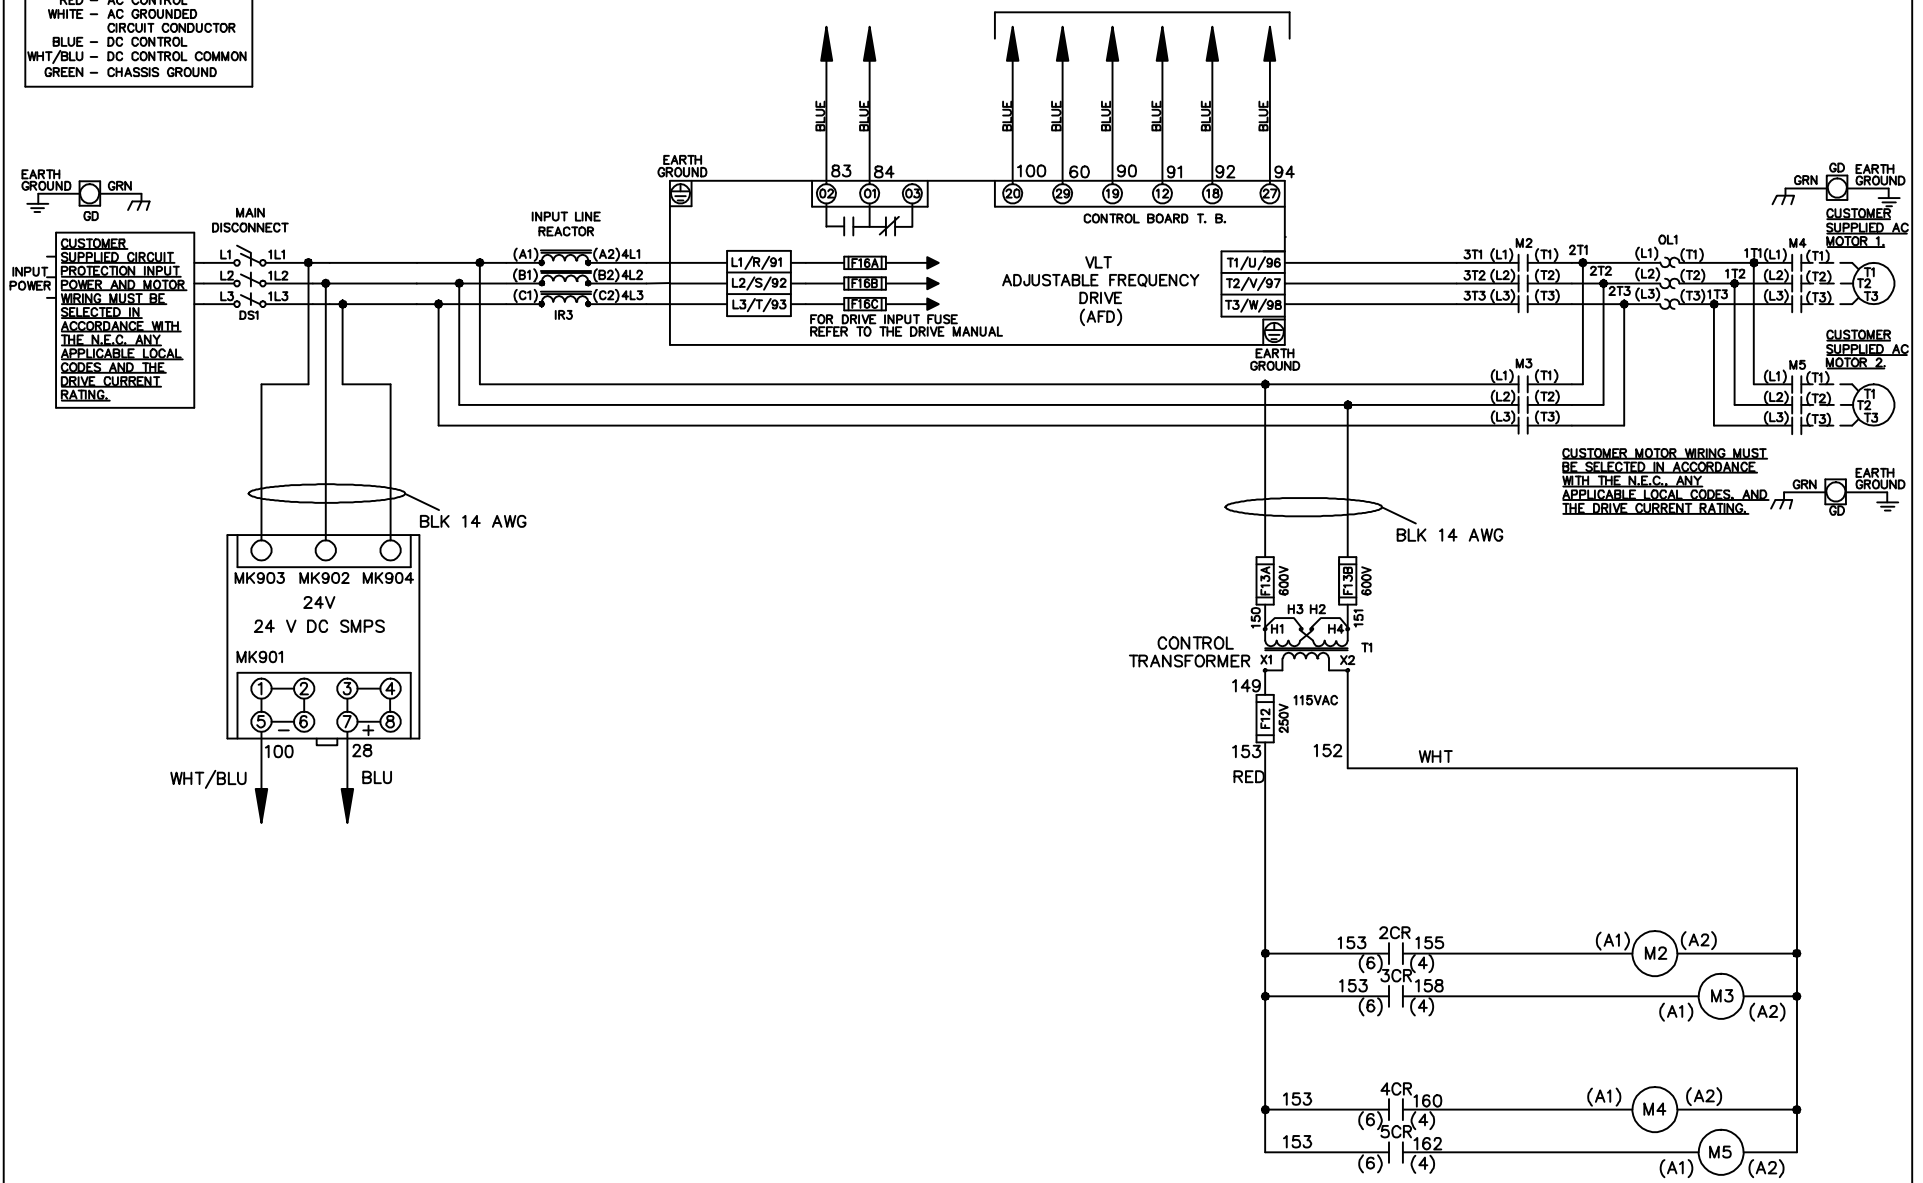 RED – AC CONTROL
WHITE – AC GROUNDED
CIRCUIT CONDUCTOR
BLUE – DC CONTROL
WHT/BLU – DC CONTROL COMMON
GREEN – CHASSIS GROUND
BLUE
BLUE
BLUE
BLUE
BLUE
BLUE
BLUE
BLUE
EARTH
GROUND
GRN
GD
MAIN
DISCONNECT
L1 1L1
L2 1L2
L3 1L3
DS1
INPUT
POWER
CUSTOMER
SUPPLIED CIRCUIT
PROTECTION INPUT
POWER AND MOTOR
WIRING MUST BE
SELECTED IN
ACCORDANCE WITH
THE N.E.C. ANY
APPLICABLE LOCAL
CODES AND THE
DRIVE CURRENT
RATING.
INPUT LINE
REACTOR
(A1) (A2) 4L1
(B1) (B2) 4L2
(C1) (C2) 4L3
IR3
EARTH
GROUND
83 84
02 01 03
100 60 90 91 92 94
20 29 19 12 18 27
CONTROL BOARD T. B.
L1/R/91
L2/S/92
L3/T/93
F16A
F16B
F16C
FOR DRIVE INPUT FUSE
REFER TO THE DRIVE MANUAL
VLT
ADJUSTABLE FREQUENCY
DRIVE
(AFD)
T1/U/96
T2/V/97
T3/W/98
EARTH
GROUND
M2
3T1 (L1) (T1) 2T1
3T2 (L2) (T2) 2T2
3T3 (L3) (T3) 2T3
OL1
(L1) (T1) 1T1
(L2) (T2) 1T2
(L3) (T3) 1T3
M4
(L1) (T1)
(L2) (T2)
(L3) (T3)
T1
T2
T3
GRN
GD
EARTH
GROUND
CUSTOMER
SUPPLIED AC
MOTOR 1.
M3
(L1) (T1)
(L2) (T2)
(L3) (T3)
CUSTOMER
SUPPLIED AC
MOTOR 2.
M5
(L1) (T1)
(L2) (T2)
(L3) (T3)
T1
T2
T3
CUSTOMER MOTOR WIRING MUST
BE SELECTED IN ACCORDANCE
WITH THE N.E.C., ANY
APPLICABLE LOCAL CODES, AND
THE DRIVE CURRENT RATING.
GRN
GD
EARTH
GROUND
BLK 14 AWG
MK903 MK902 MK904
24V
24 V DC SMPS
MK901
1 2 3 4
5 6 7 8
– +
100 28
WHT/BLU BLU
BLK 14 AWG
F13A
600V
F13B
600V
150
151
H3 H2
H1 H4
T1
CONTROL
TRANSFORMER
X1 X2
149
115VAC
F12
250V
153 152
RED
WHT
2CR
153 155
(6) (4)
(A1) M2 (A2)
3CR
153 158
(6) (4)
(A1) M3 (A2)
4CR
153 160
(6) (4)
(A1) M4 (A2)
5CR
153 162
(6) (4)
(A1) M5 (A2)